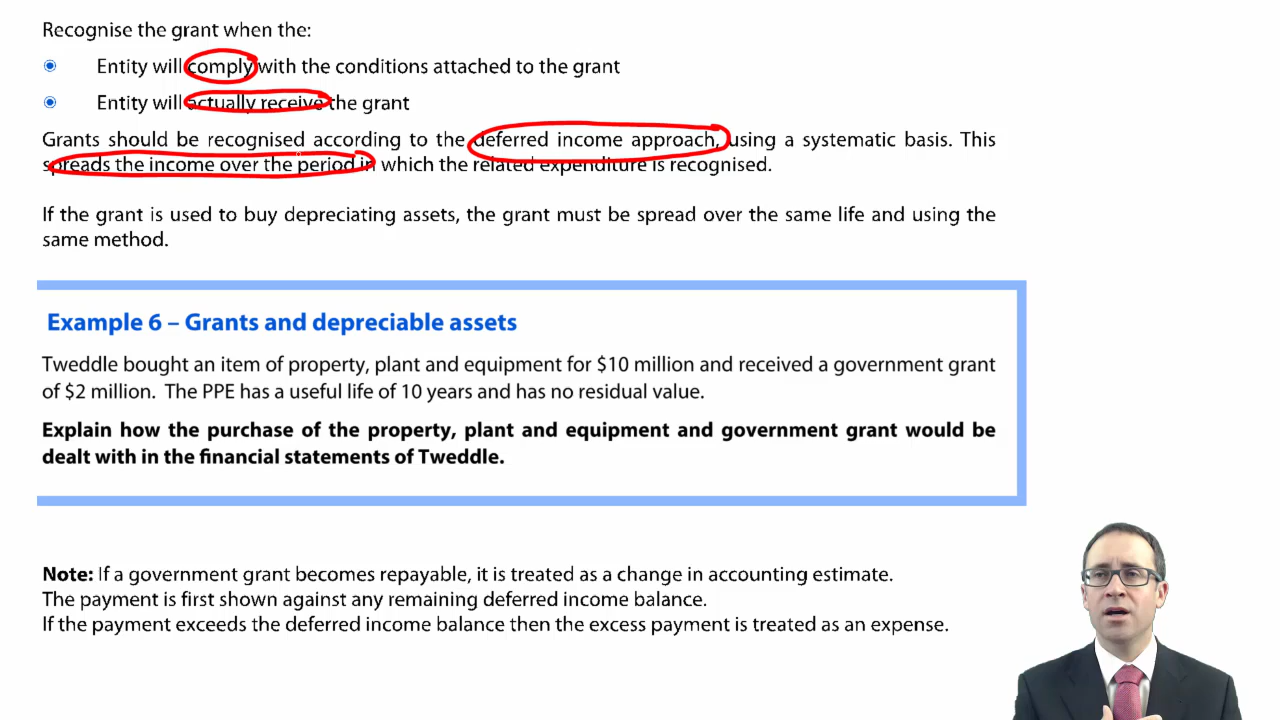 Recognise the grant when the:
Entity will comply with the conditions attached to the grant
Entity will actually receive the grant
Grants should be recognised according to the deferred income approach, using a systematic basis. This
spreads the income over the period in which the related expenditure is recognised.
If the grant is used to buy depreciating assets, the grant must be spread over the same life and using the
same method.
Example 6 – Grants and depreciable assets
Tweddle bought an item of property, plant and equipment for $10 million and received a government grant
of $2 million. The PPE has a useful life of 10 years and has no residual value.
Explain how the purchase of the property, plant and equipment and government grant would be
dealt with in the financial statements of Tweddle.
Note: If a government grant becomes repayable, it is treated as a change in accounting estimate.
The payment is first shown against any remaining deferred income balance.
If the payment exceeds the deferred income balance then the excess payment is treated as an expense.